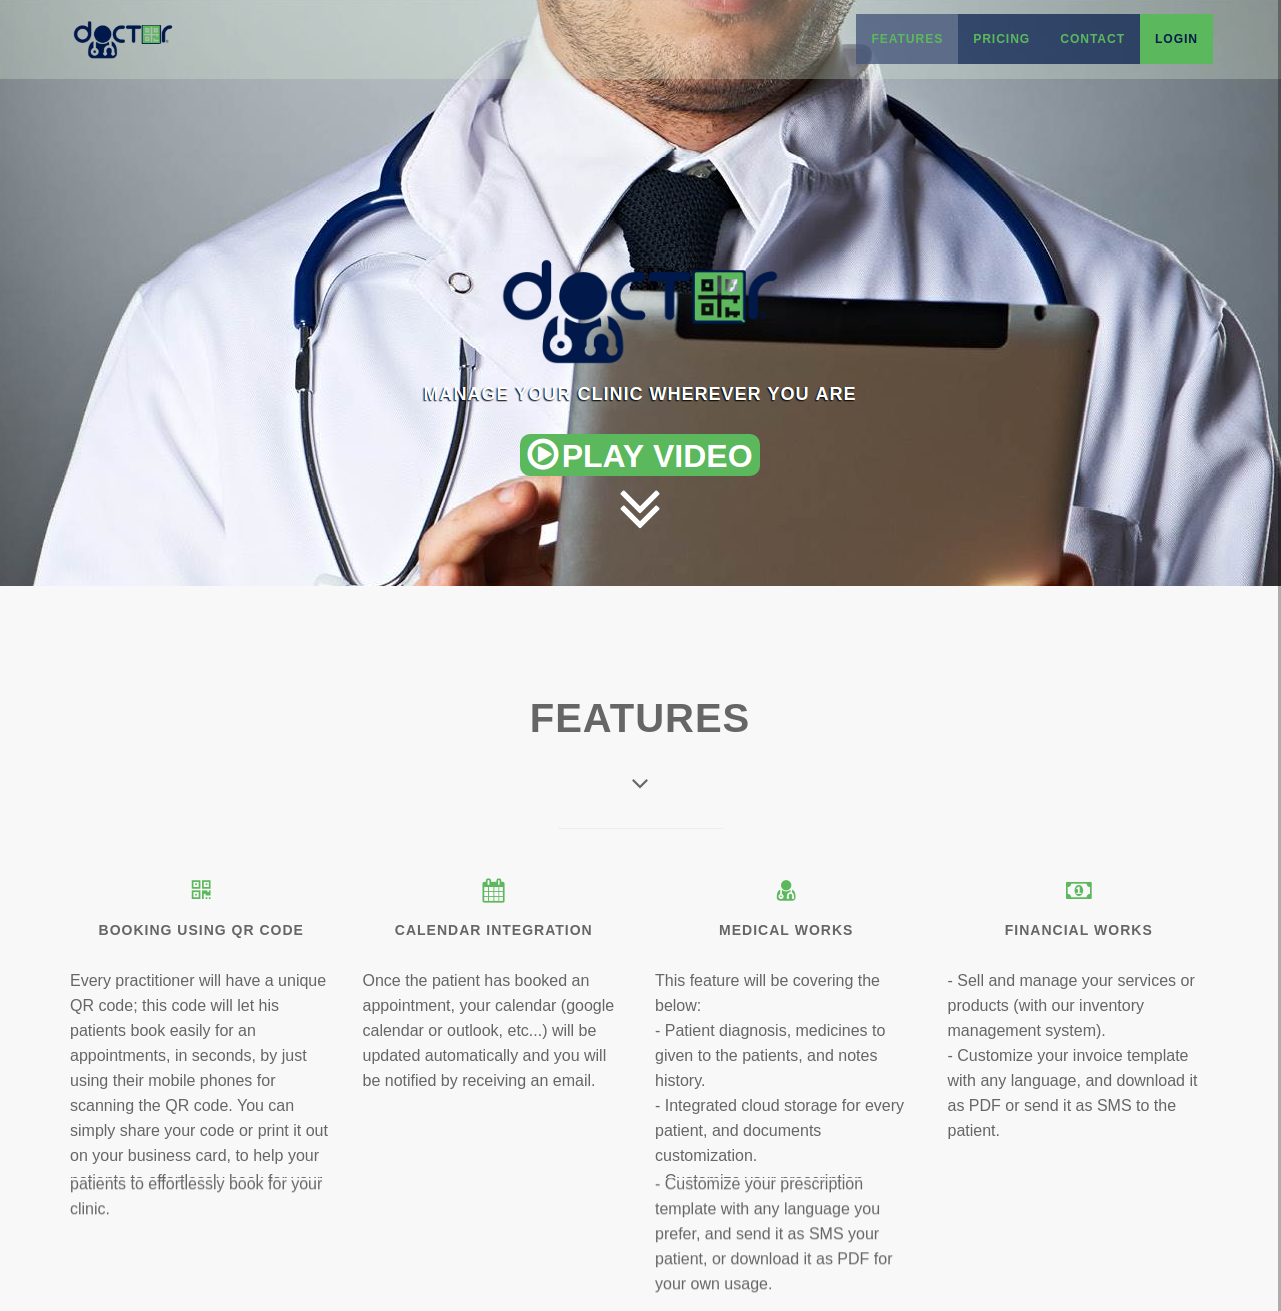 doctor
FEATURES PRICING CONTACT LOGIN
doctor
MANAGE YOUR CLINIC WHEREVER YOU ARE
PLAY VIDEO
FEATURES
BOOKING USING QR CODE
Every practitioner will have a unique
QR code; this code will let his
patients book easily for an
appointments, in seconds, by just
using their mobile phones for
scanning the QR code. You can
simply share your code or print it out
on your business card, to help your
patients to effortlessly book for your
clinic.
CALENDAR INTEGRATION
Once the patient has booked an
appointment, your calendar (google
calendar or outlook, etc...) will be
updated automatically and you will
be notified by receiving an email.
MEDICAL WORKS
This feature will be covering the
below:
- Patient diagnosis, medicines to
given to the patients, and notes
history.
- Integrated cloud storage for every
patient, and documents
customization.
- Customize your prescription
template with any language you
prefer, and send it as SMS your
patient, or download it as PDF for
your own usage.
FINANCIAL WORKS
- Sell and manage your services or
products (with our inventory
management system).
- Customize your invoice template
with any language, and download it
as PDF or send it as SMS to the
patient.